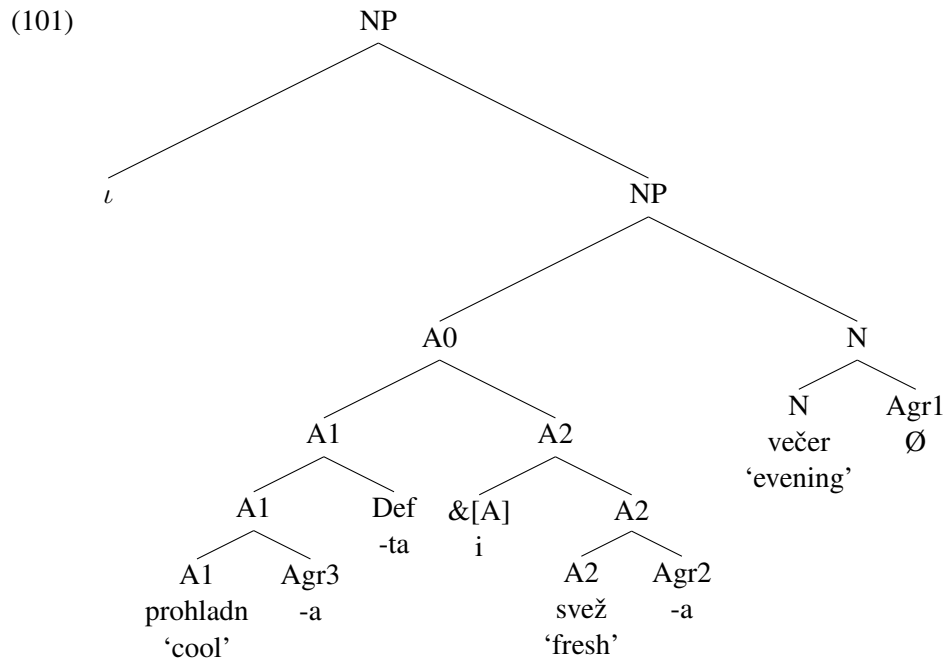 (101) NP
ι NP
A0 N
N Agr1
A1 A2 večer Ø
‘evening’
A1 Def &[A] A2
-ta i
A1 Agr3 A2 Agr2
prohladn -a svež -a
‘cool’ ‘fresh’